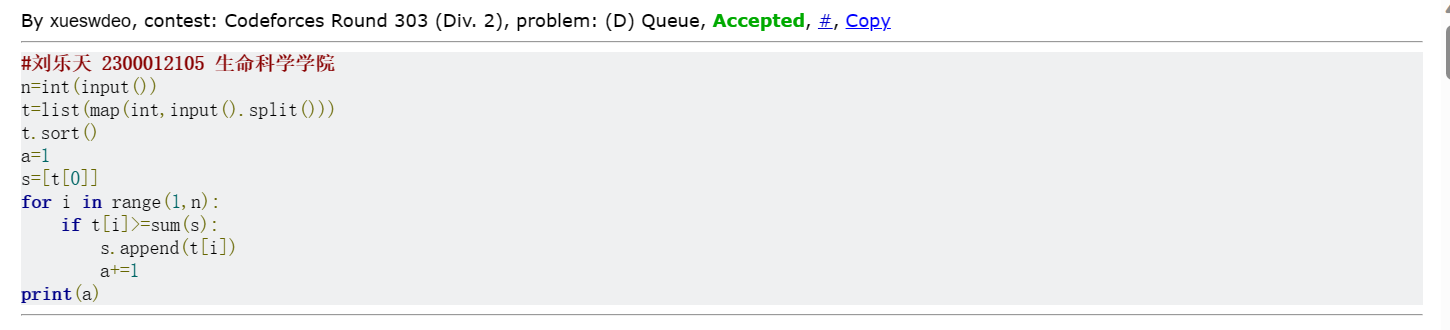 By xueswdeo, contest: Codeforces Round 303 (Div. 2), problem: (D) Queue, Accepted, #, Copy
#刘乐天 2300012105 生命科学学院
n=int(input())
t=list(map(int,input().split()))
t.sort()
a=1
s=[t[0]]
for i in range(1,n):
    if t[i]>=sum(s):
        s.append(t[i])
        a+=1
print(a)